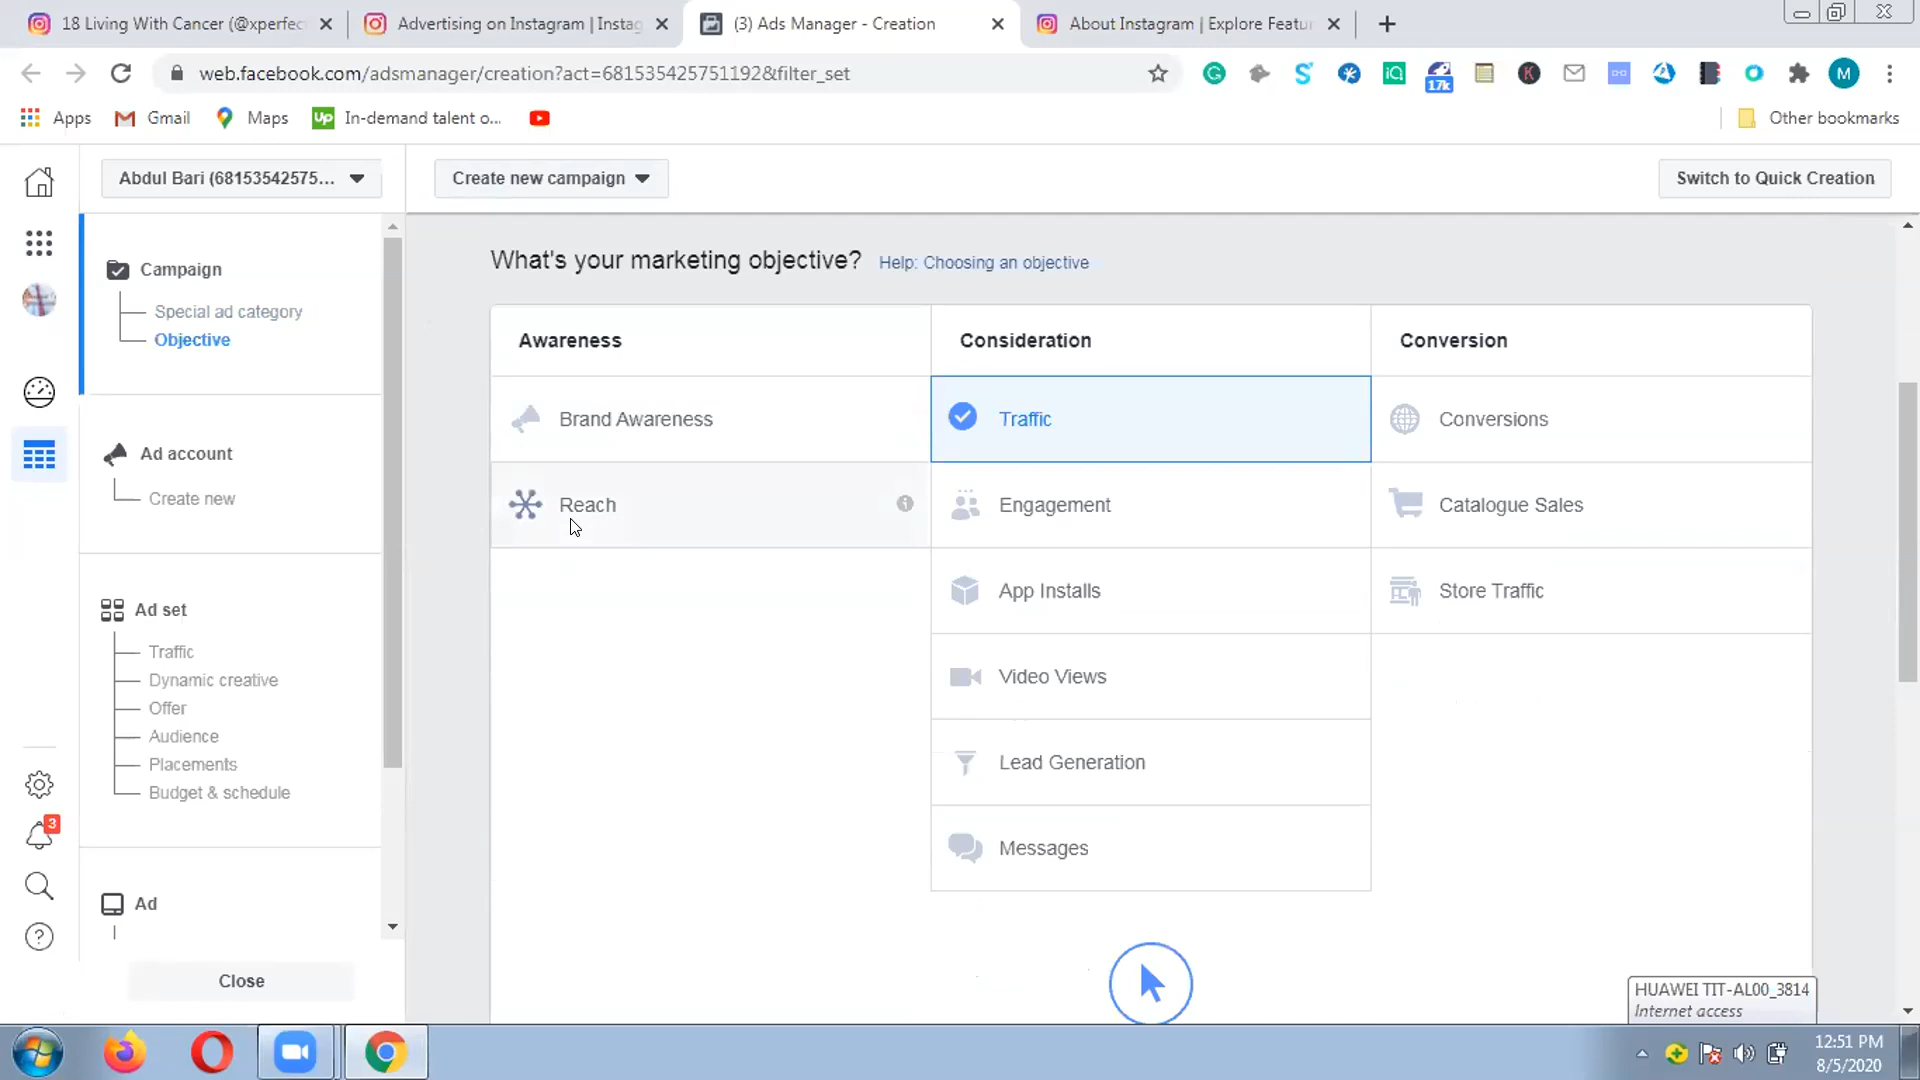 18 Living With Cancer (@xperfec
Advertising on Instagram | Instag
(3) Ads Manager - Creation
About Instagram | Explore Featur
web.facebook.com/adsmanager/creation?act=681535425751192&filter_set
17k
M
Apps
Gmail
Maps
Up
In-demand talent o...
Other bookmarks
Abdul Bari (68153542575...
Create new campaign
Switch to Quick Creation
Campaign
Special ad category
Objective
Ad account
Create new
Ad set
Traffic
Dynamic creative
Offer
Audience
Placements
Budget & schedule
Ad
3
Close
What's your marketing objective?
Help: Choosing an objective
Awareness
Consideration
Conversion
Brand Awareness
Traffic
Conversions
Reach
Engagement
Catalogue Sales
App Installs
Store Traffic
Video Views
Lead Generation
Messages
HUAWEI TIT-AL00_3814
Internet access
12:51 PM
8/5/2020